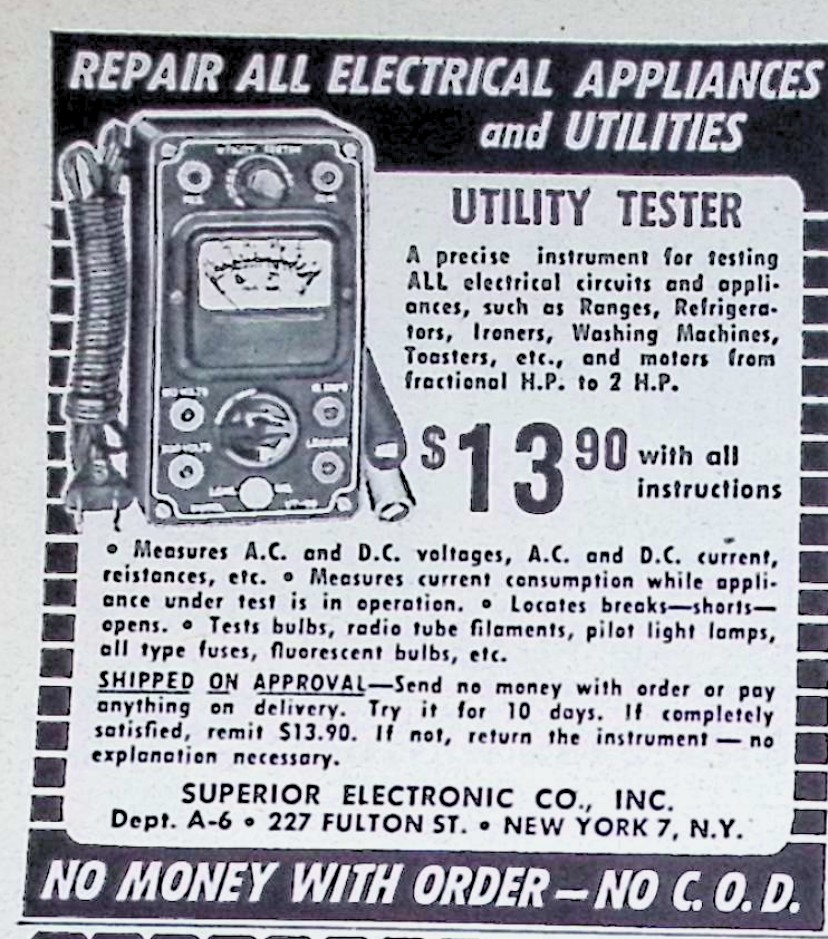 REPAIR ALL ELECTRICAL APPLIANCES
and UTILITIES
UTILITY TESTER
UTILITY TESTER
A precise instrument for testing
ALL electrical circuits and appli-
ances, such as Ranges, Refrigera-
tors, Ironers, Washing Machines,
Toasters, etc., and motors from
fractional H.P. to 2 H.P.
$13.90 with all
instructions
• Measures A.C. and D.C. voltages, A.C. and D.C. current,
reistances, etc. • Measures current consumption while appli-
ance under test is in operation. • Locates breaks—shorts—
opens. • Tests bulbs, radio tube filaments, pilot light lamps,
all type fuses, fluorescent bulbs, etc.
SHIPPED ON APPROVAL—Send no money with order or pay
anything on delivery. Try it for 10 days. If completely
satisfied, remit $13.90. If not, return the instrument — no
explanation necessary.
SUPERIOR ELECTRONIC CO., INC.
Dept. A-6 • 227 FULTON ST. • NEW YORK 7, N.Y.
NO MONEY WITH ORDER — NO C. O. D.